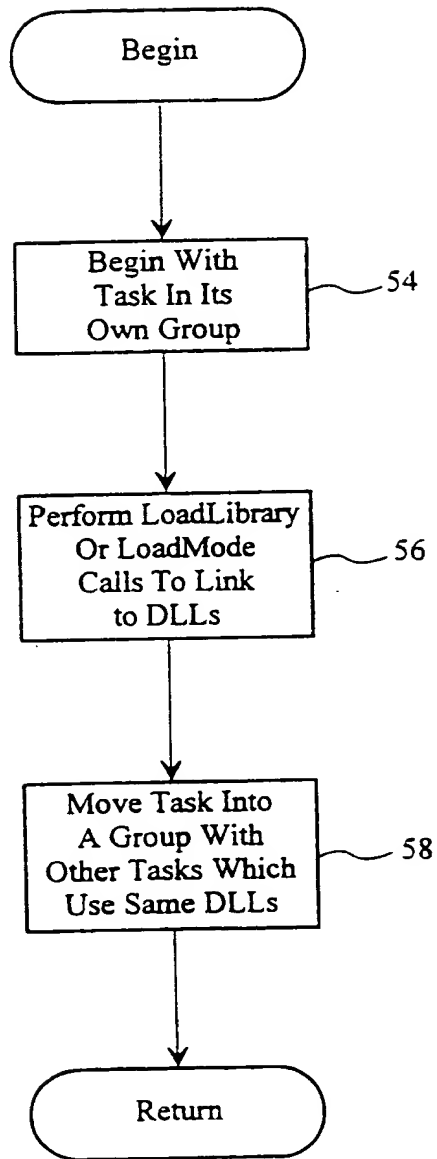 Begin
Begin With
Task In Its
Own Group
54
Perform LoadLibrary
Or LoadMode
Calls To Link
to DLLs
56
Move Task Into
A Group With
Other Tasks Which
Use Same DLLs
58
Return